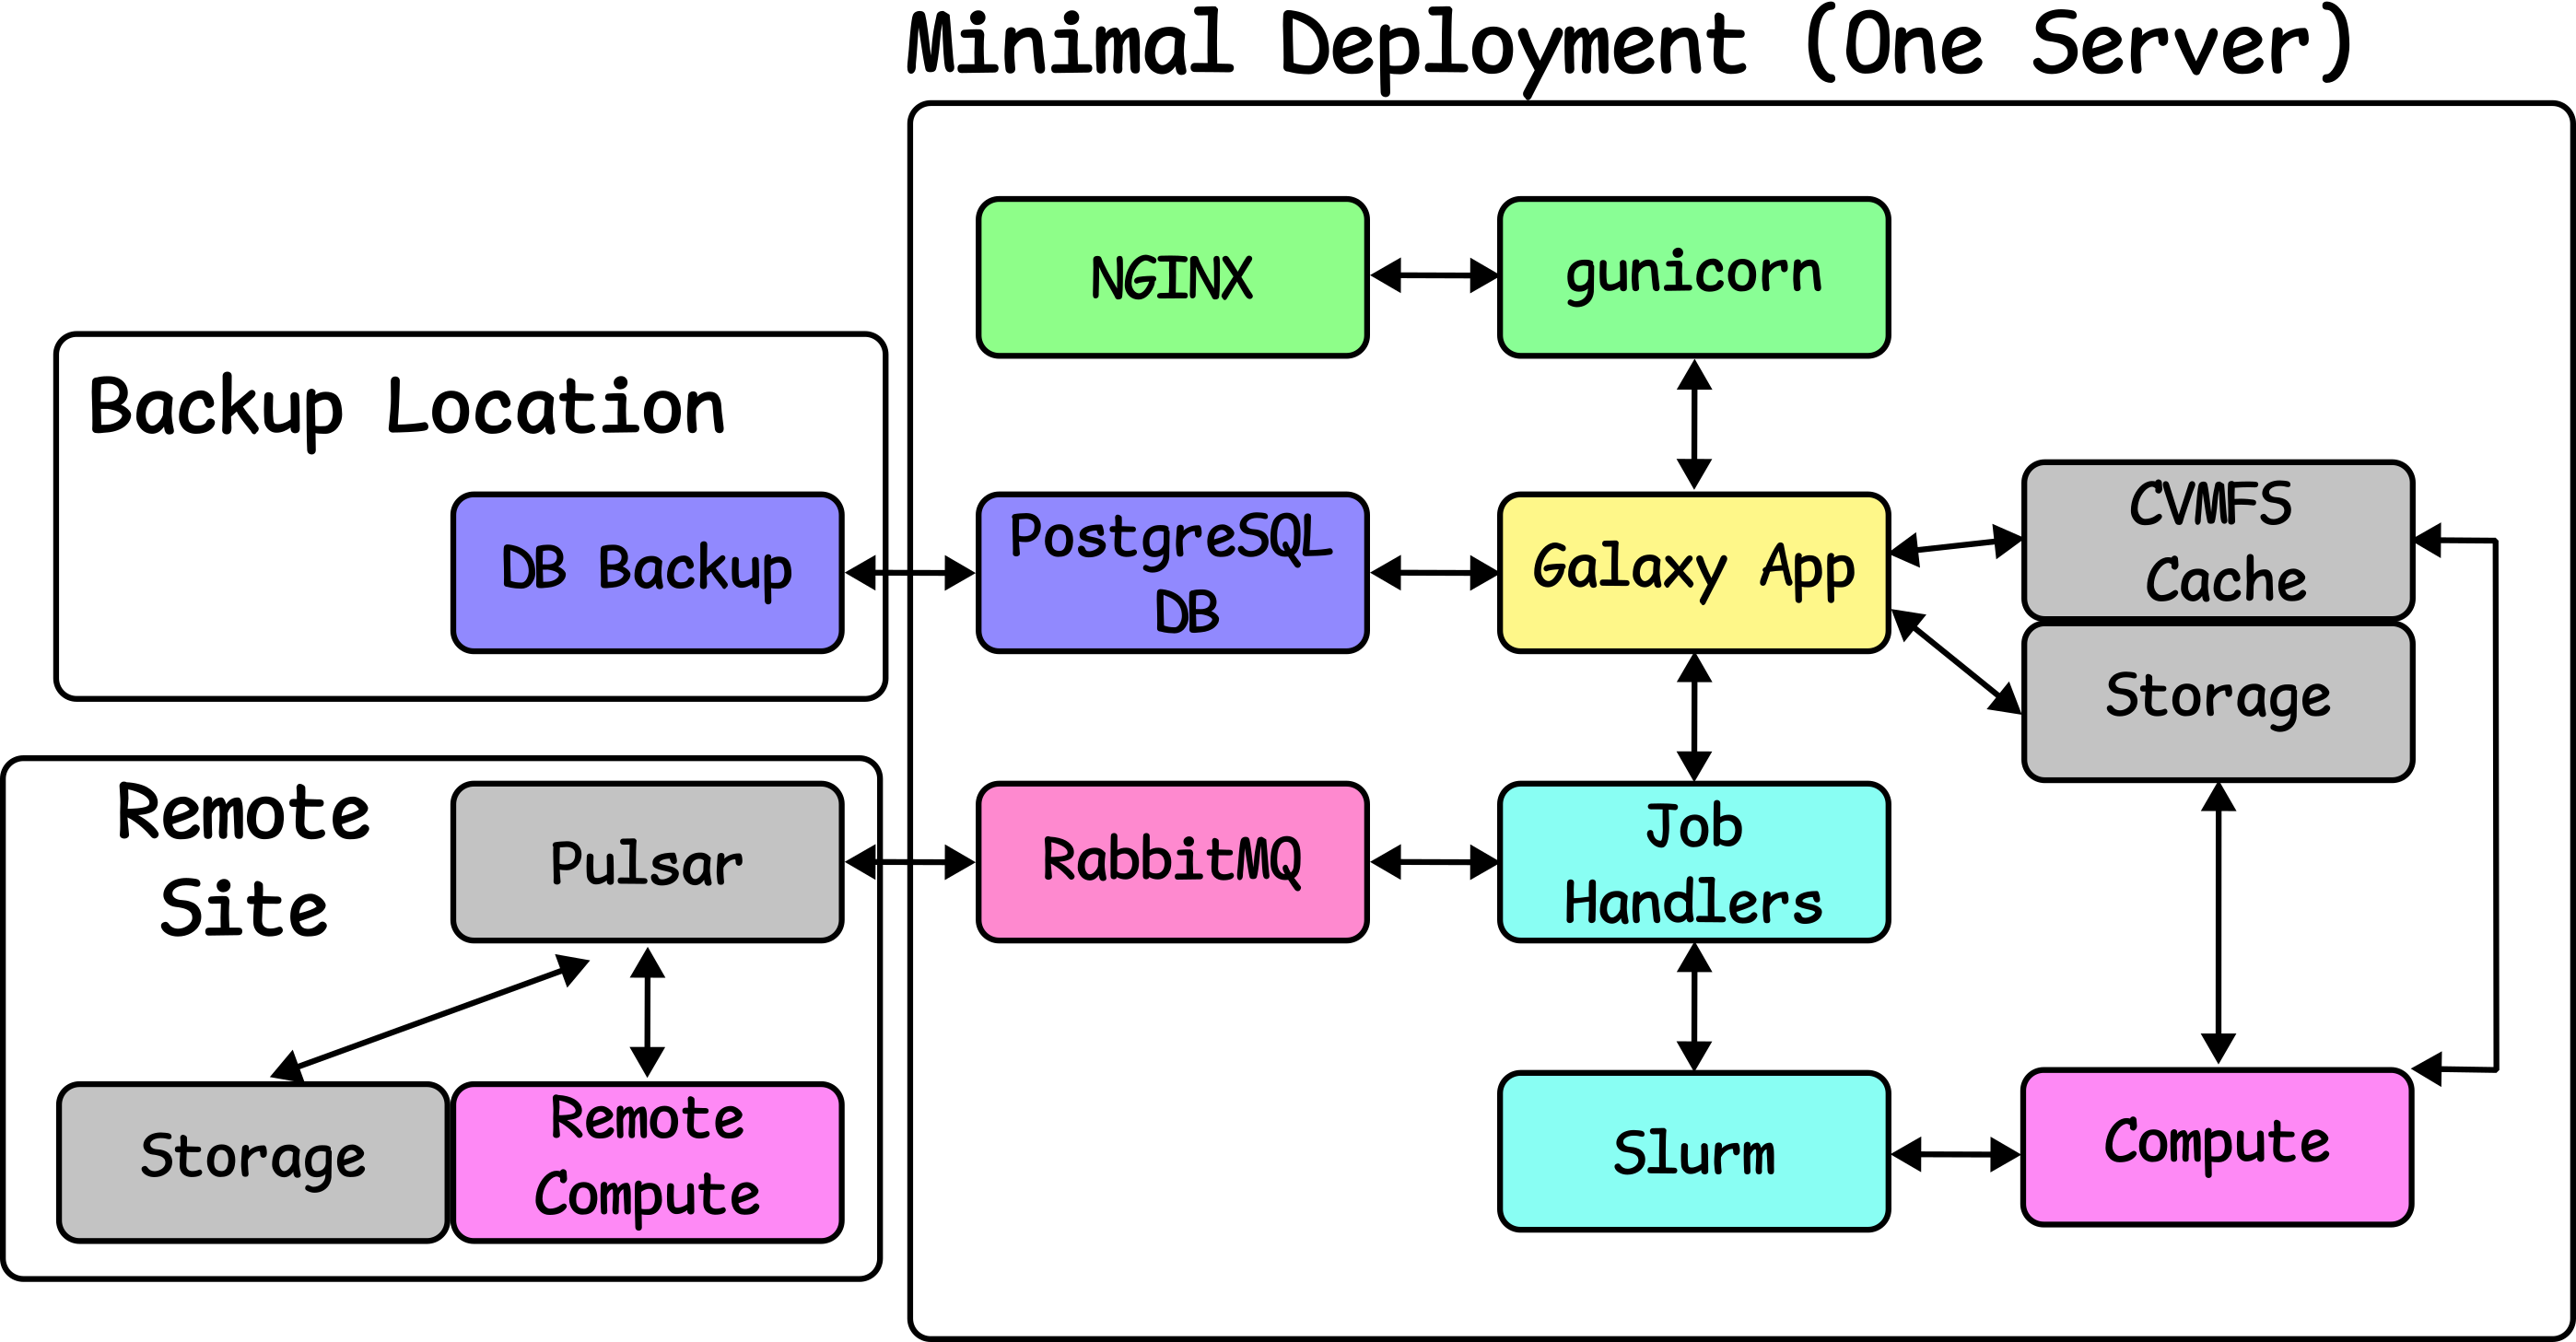 Minimal Deployment (One Server)
NGINX
gunicorn
Backup Location
DB Backup
PostgreSQL
DB
Galaxy App
CVMFS
Cache
Storage
Remote
Site
Pulsar
RabbitMQ
Job
Handlers
Storage
Remote
Compute
Slurm
Compute